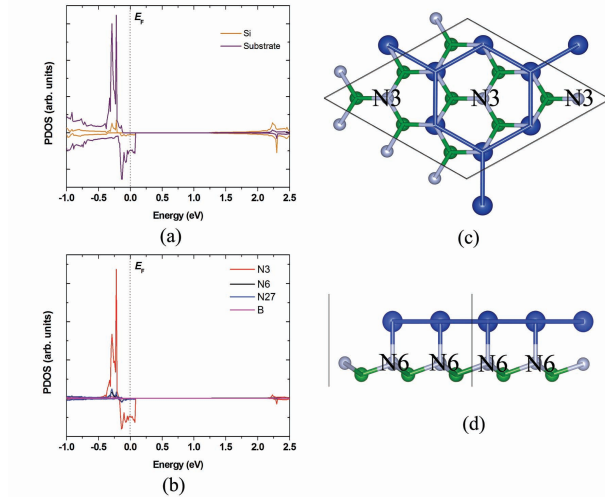 E_F
Si
Substrate
PDOS (arb. units)
-1.0 -0.5 0.0 0.5 1.0 1.5 2.0 2.5
Energy (eV)
(a)
N3 N3 N3
(c)
E_F
N3
N6
N27
B
PDOS (arb. units)
-1.0 -0.5 0.0 0.5 1.0 1.5 2.0 2.5
Energy (eV)
(b)
N6 N6 N6 N6
(d)